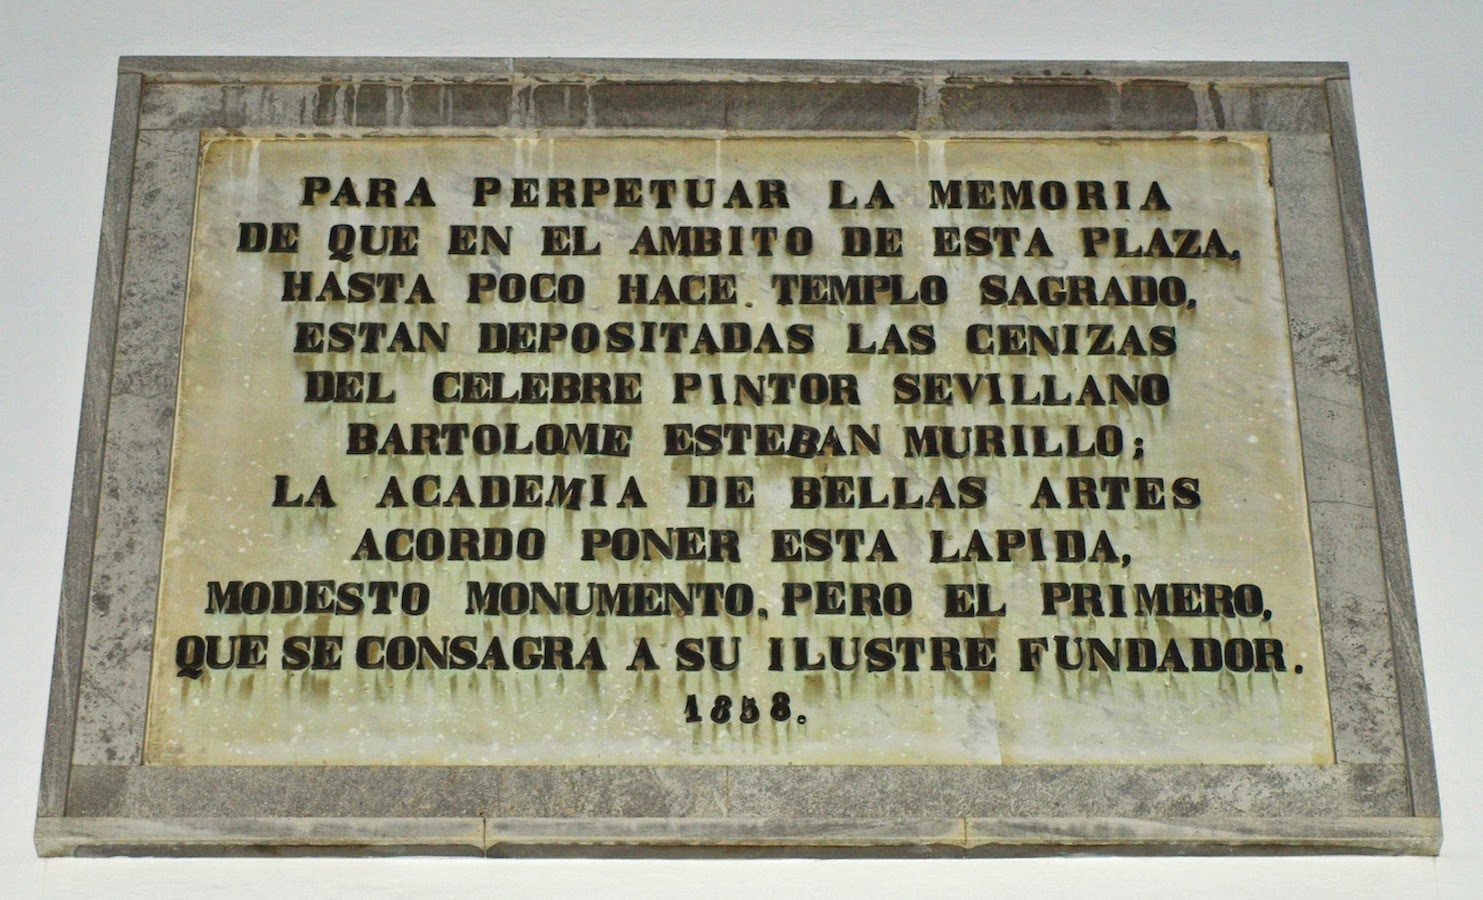 PARA PERPETUAR LA MEMORIA
DE QUE EN EL AMBITO DE ESTA PLAZA,
HASTA POCO HACE TEMPLO SAGRADO,
ESTAN DEPOSITADAS LAS CENIZAS
DEL CELEBRE PINTOR SEVILLANO
BARTOLOME ESTEBAN MURILLO;
LA ACADEMIA DE BELLAS ARTES
ACORDO PONER ESTA LAPIDA,
MODESTO MONUMENTO, PERO EL PRIMERO,
QUE SE CONSAGRA A SU ILUSTRE FUNDADOR.
1858.